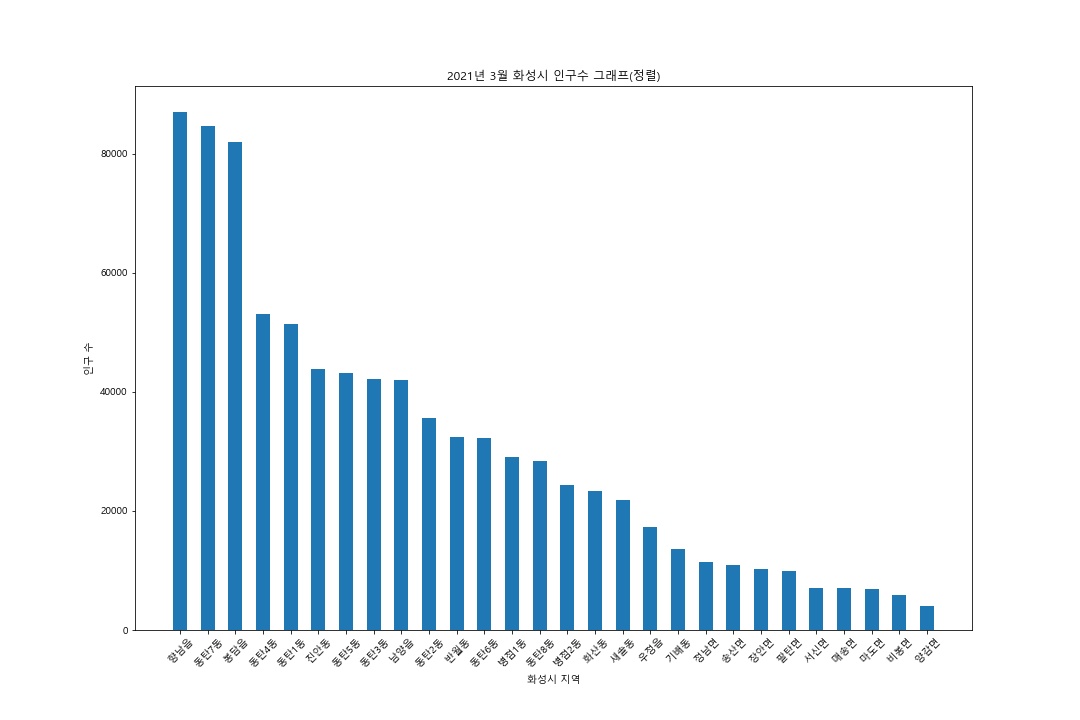 2021년 3월 화성시 인구수 그래프(정렬)
80000
60000
40000
20000
0
인구 수
향남읍 동탄7동 봉담읍 동탄4동 동탄1동 진안동 동탄5동 동탄3동 남양읍 동탄2동 반월동 동탄6동 병점1동 동탄8동 병점2동 화산동 새솔동 우정읍 기배동 정남면 송산면 장안면 팔탄면 서신면 매송면 마도면 비봉면 양감면
화성시 지역